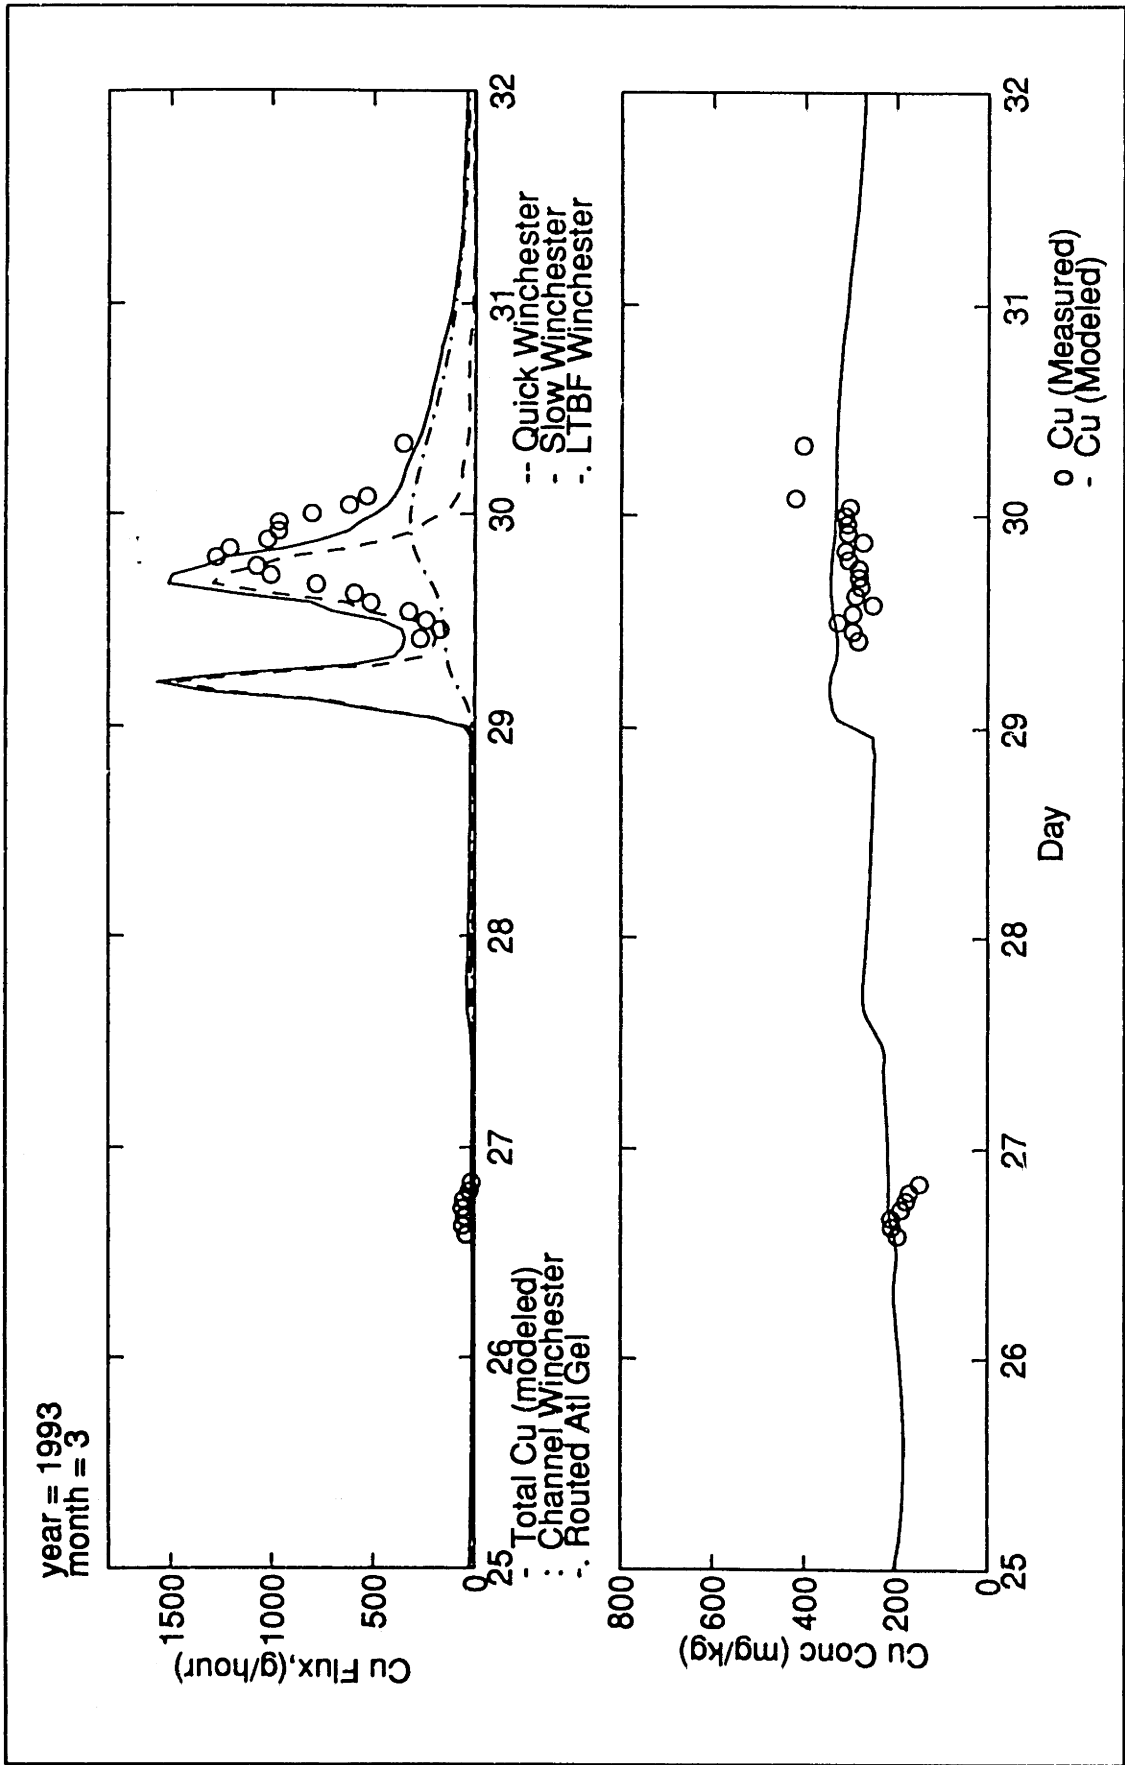 year = 1993
month = 3
Cu Flux,(g/hour)
1500
1000
500
0
25 26 27 28 29 30 31 32
- Total Cu (modeled)
: Channel Winchester
-. Routed Atl Gel
-- Quick Winchester
- Slow Winchester
-. LTBF Winchester
Cu Conc (mg/kg)
800
600
400
200
0
25 26 27 28 29 30 31 32
Day
o Cu (Measured)
- Cu (Modeled)